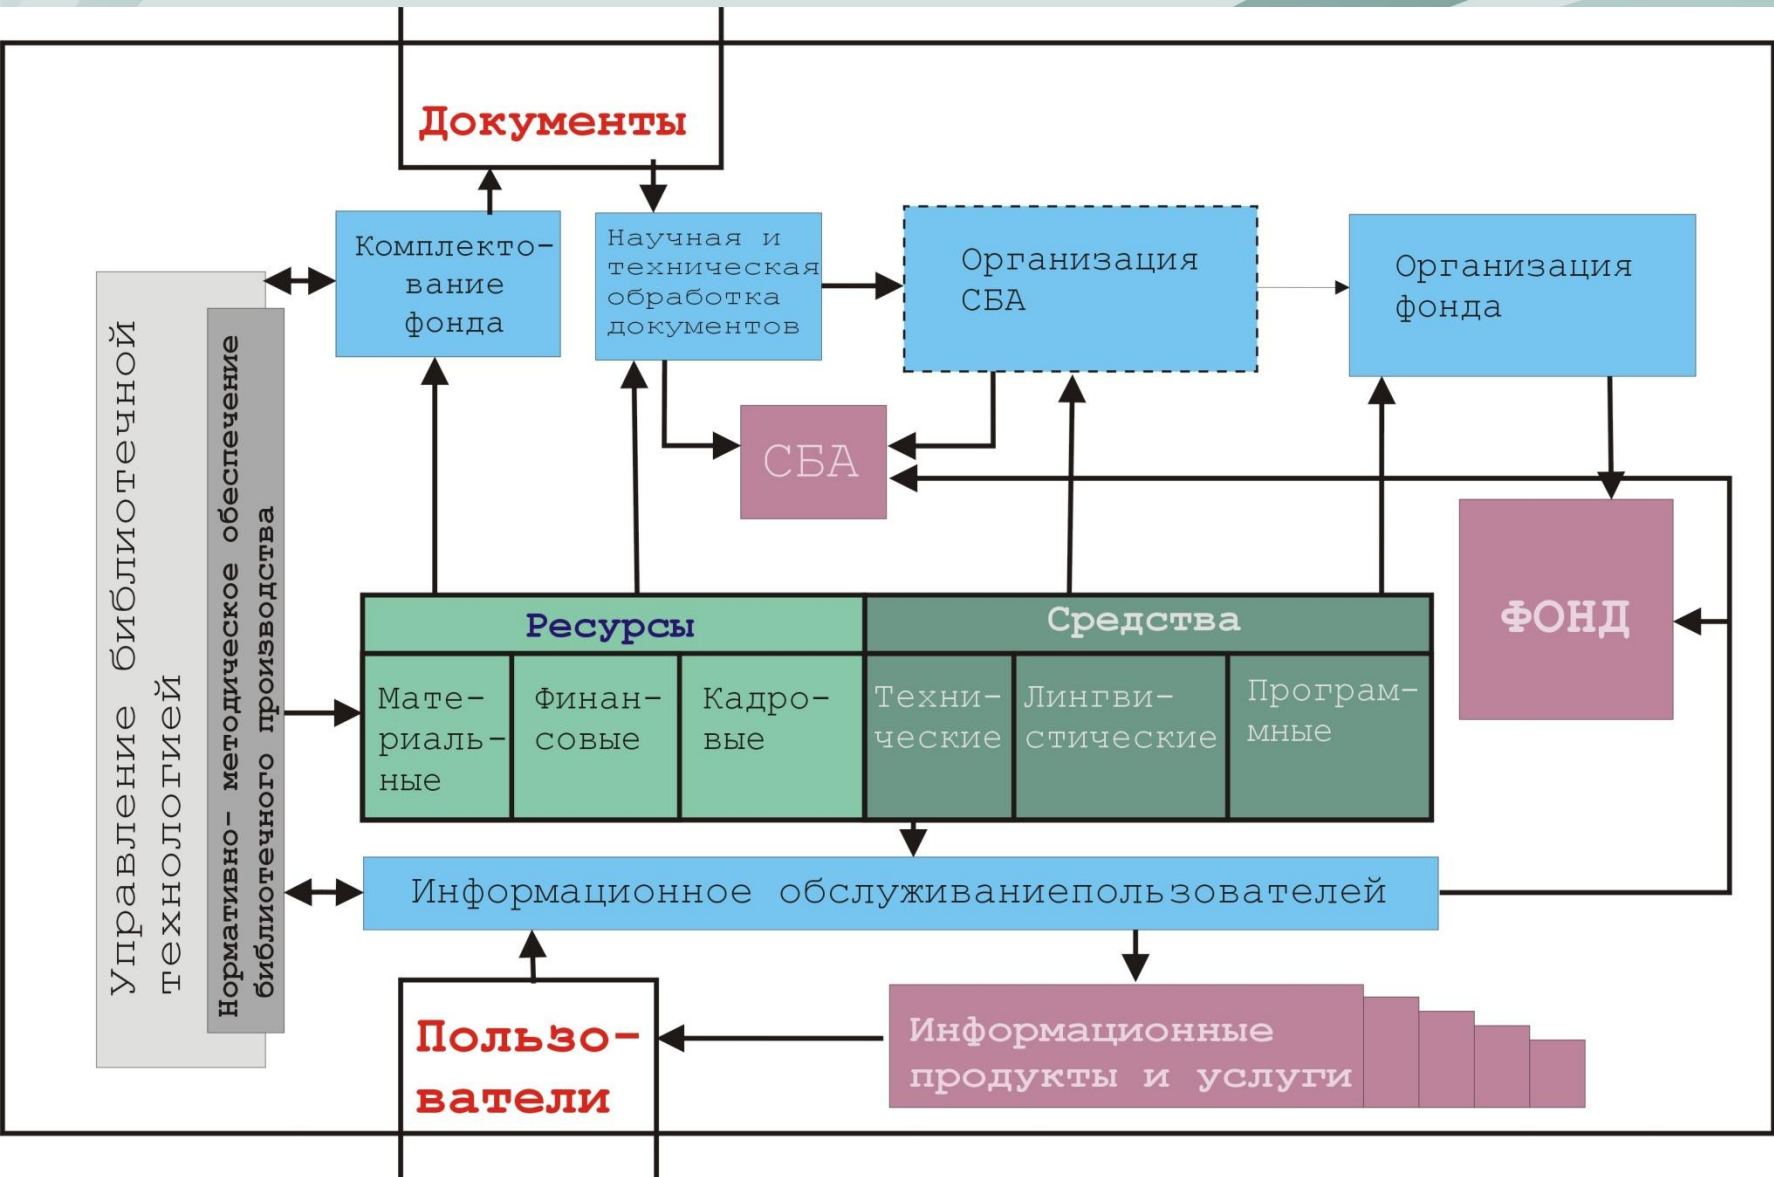 Документы
Комплекто-
вание
фонда
Научная и
техническая
обработка
документов
Организация
СБА
Организация
фонда
СБА
ФОНД
Управление библиотечной
технологией
Нормативно- методическое обеспечение
библиотечного производства
Ресурсы
Средства
Мате-
риаль-
ные
Финан-
совые
Кадро-
вые
Техни-
ческие
Лингви-
стические
Програм-
мные
Информационное обслуживаниепользователей
Пользо-
ватели
Информационные
продукты и услуги